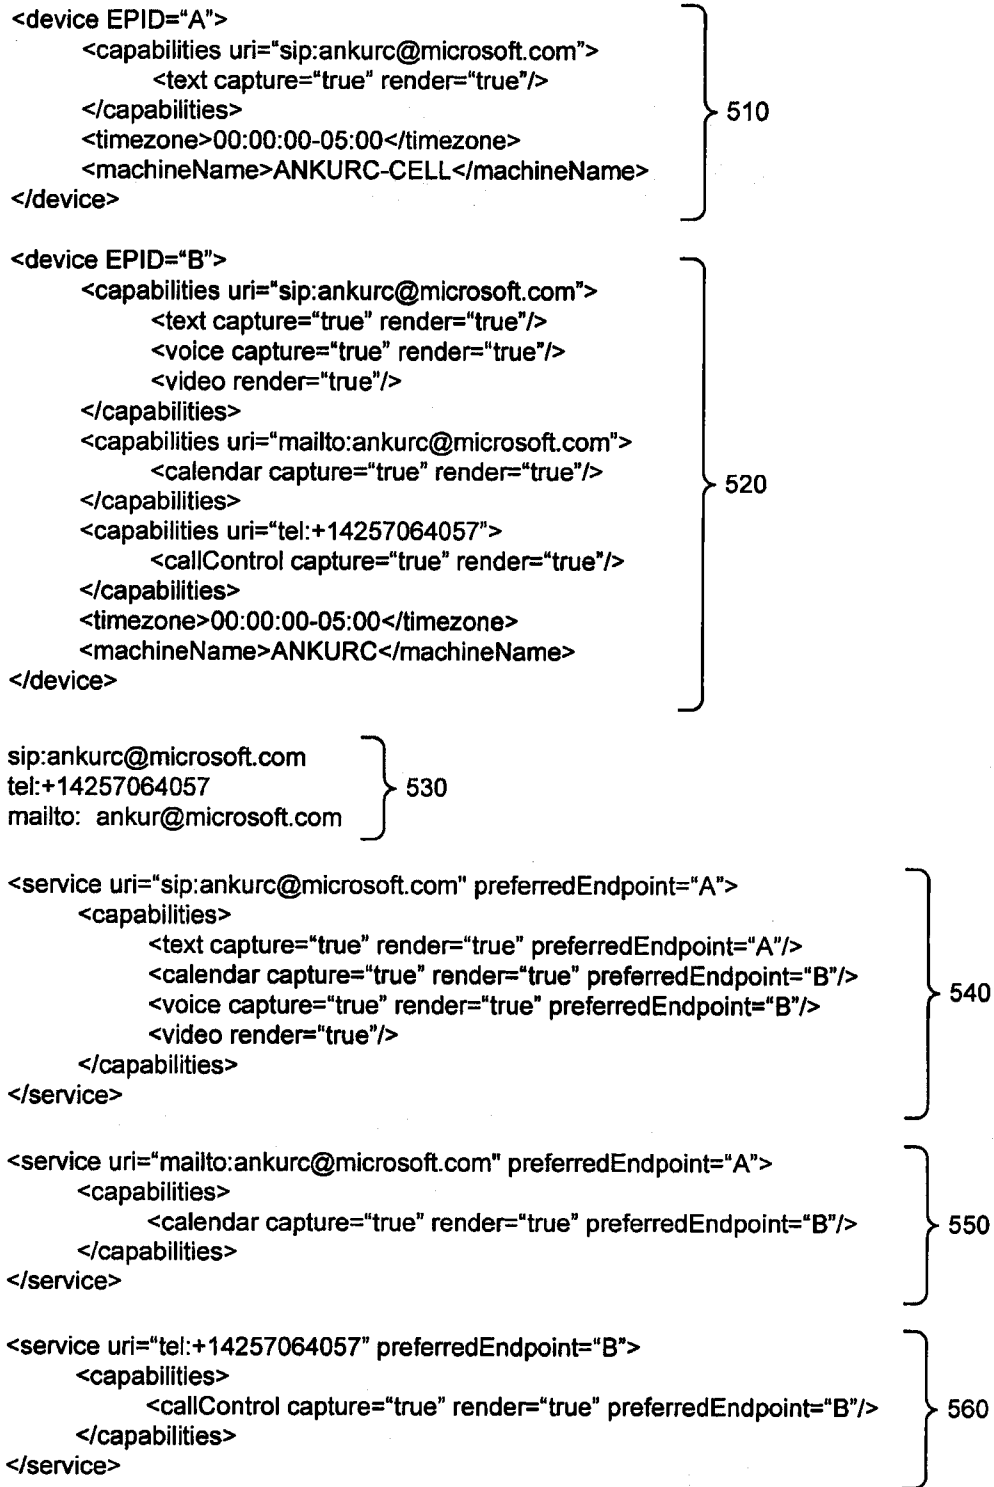 <device EPID="A">
<capabilities uri="sip:ankurc@microsoft.com">
<text capture="true" render="true"/>
</capabilities>
<timezone>00:00:00-05:00</timezone>
<machineName>ANKURC-CELL</machineName>
</device>
510
<device EPID="B">
<capabilities uri="sip:ankurc@microsoft.com">
<text capture="true" render="true"/>
<voice capture="true" render="true"/>
<video render="true"/>
</capabilities>
<capabilities uri="mailto:ankurc@microsoft.com">
<calendar capture="true" render="true"/>
</capabilities>
<capabilities uri="tel:+14257064057">
<callControl capture="true" render="true"/>
</capabilities>
<timezone>00:00:00-05:00</timezone>
<machineName>ANKURC</machineName>
</device>
520
sip:ankurc@microsoft.com
tel:+14257064057
mailto: ankur@microsoft.com
530
<service uri="sip:ankurc@microsoft.com" preferredEndpoint="A">
<capabilities>
<text capture="true" render="true" preferredEndpoint="A"/>
<calendar capture="true" render="true" preferredEndpoint="B"/>
<voice capture="true" render="true" preferredEndpoint="B"/>
<video render="true"/>
</capabilities>
</service>
540
<service uri="mailto:ankurc@microsoft.com" preferredEndpoint="A">
<capabilities>
<calendar capture="true" render="true" preferredEndpoint="B"/>
</capabilities>
</service>
550
<service uri="tel:+14257064057" preferredEndpoint="B">
<capabilities>
<callControl capture="true" render="true" preferredEndpoint="B"/>
</capabilities>
</service>
560